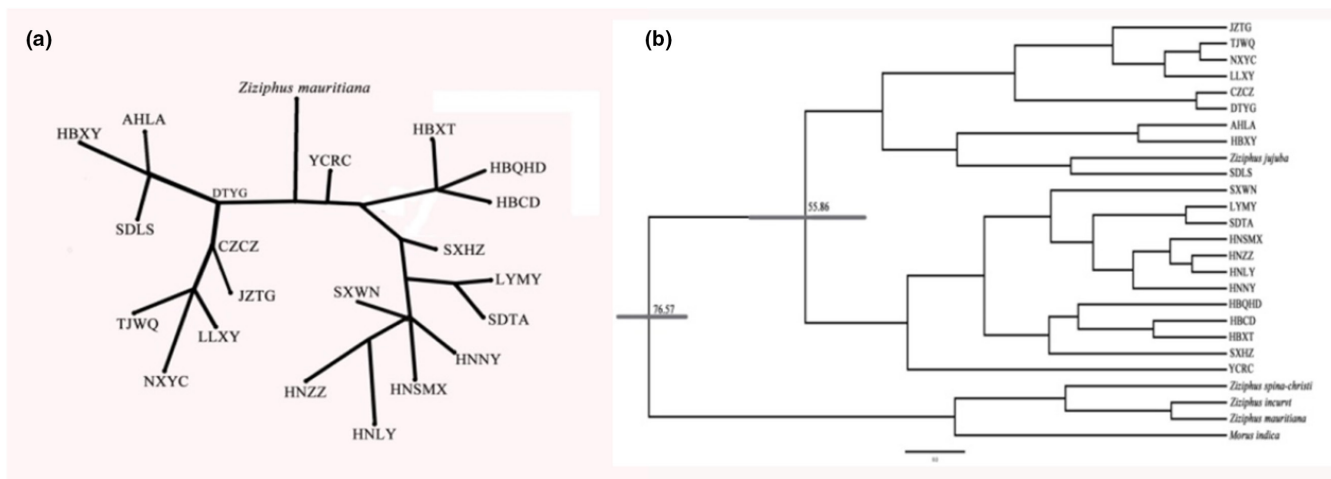 (a)
Ziziphus mauritiana
AHLA
HBXY
HBXT
YCRC
HBQHD
DTYG
HBCD
SDLS
CZCZ
SXHZ
LYMY
JZTG
SXWN
TJWQ
SDTA
LLXY
HNNY
NXYC
HNZZ
HNSMX
HNLY
(b)
JZTG
TJWQ
NXYC
LLXY
CZCZ
DTYG
AHLA
HBXY
Ziziphus jujuba
SDLS
SXWN
LYMY
55.86
SDTA
HNSMX
HNZZ
HNLY
HNNY
HBQHD
76.57
HBCD
HBXT
SXHZ
YCRC
Ziziphus spina-christi
Ziziphus incurvt
Ziziphus mauritiana
Morus indica